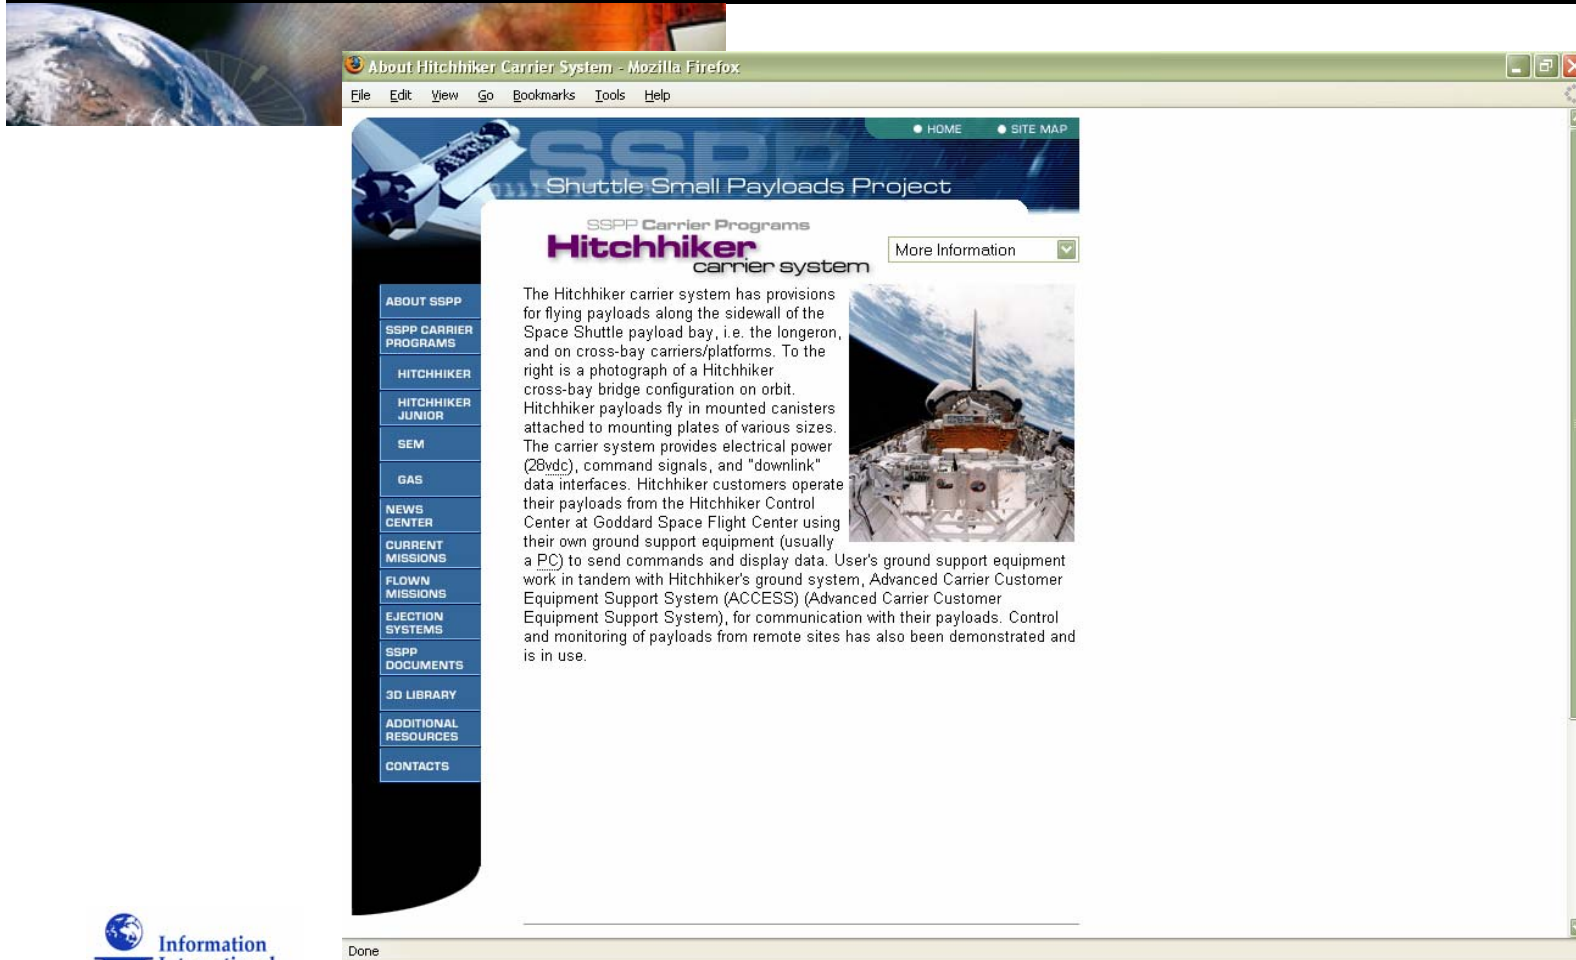 About Hitchhiker Carrier System - Mozilla Firefox
File Edit View Go Bookmarks Tools Help
HOME SITE MAP
SSPP
Shuttle Small Payloads Project
SSPP Carrier Programs
Hitchhiker
carrier system
More Information
ABOUT SSPP
SSPP CARRIER
PROGRAMS
HITCHHIKER
HITCHHIKER
JUNIOR
SEM
GAS
NEWS
CENTER
CURRENT
MISSIONS
FLOWN
MISSIONS
EJECTION
SYSTEMS
SSPP
DOCUMENTS
3D LIBRARY
ADDITIONAL
RESOURCES
CONTACTS
The Hitchhiker carrier system has provisions
for flying payloads along the sidewall of the
Space Shuttle payload bay, i.e. the longeron,
and on cross-bay carriers/platforms. To the
right is a photograph of a Hitchhiker
cross-bay bridge configuration on orbit.
Hitchhiker payloads fly in mounted canisters
attached to mounting plates of various sizes.
The carrier system provides electrical power
(28vdc), command signals, and "downlink"
data interfaces. Hitchhiker customers operate
their payloads from the Hitchhiker Control
Center at Goddard Space Flight Center using
their own ground support equipment (usually
a PC) to send commands and display data. User's ground support equipment
work in tandem with Hitchhiker's ground system, Advanced Carrier Customer
Equipment Support System (ACCESS) (Advanced Carrier Customer
Equipment Support System), for communication with their payloads. Control
and monitoring of payloads from remote sites has also been demonstrated and
is in use.
Done
Information
International